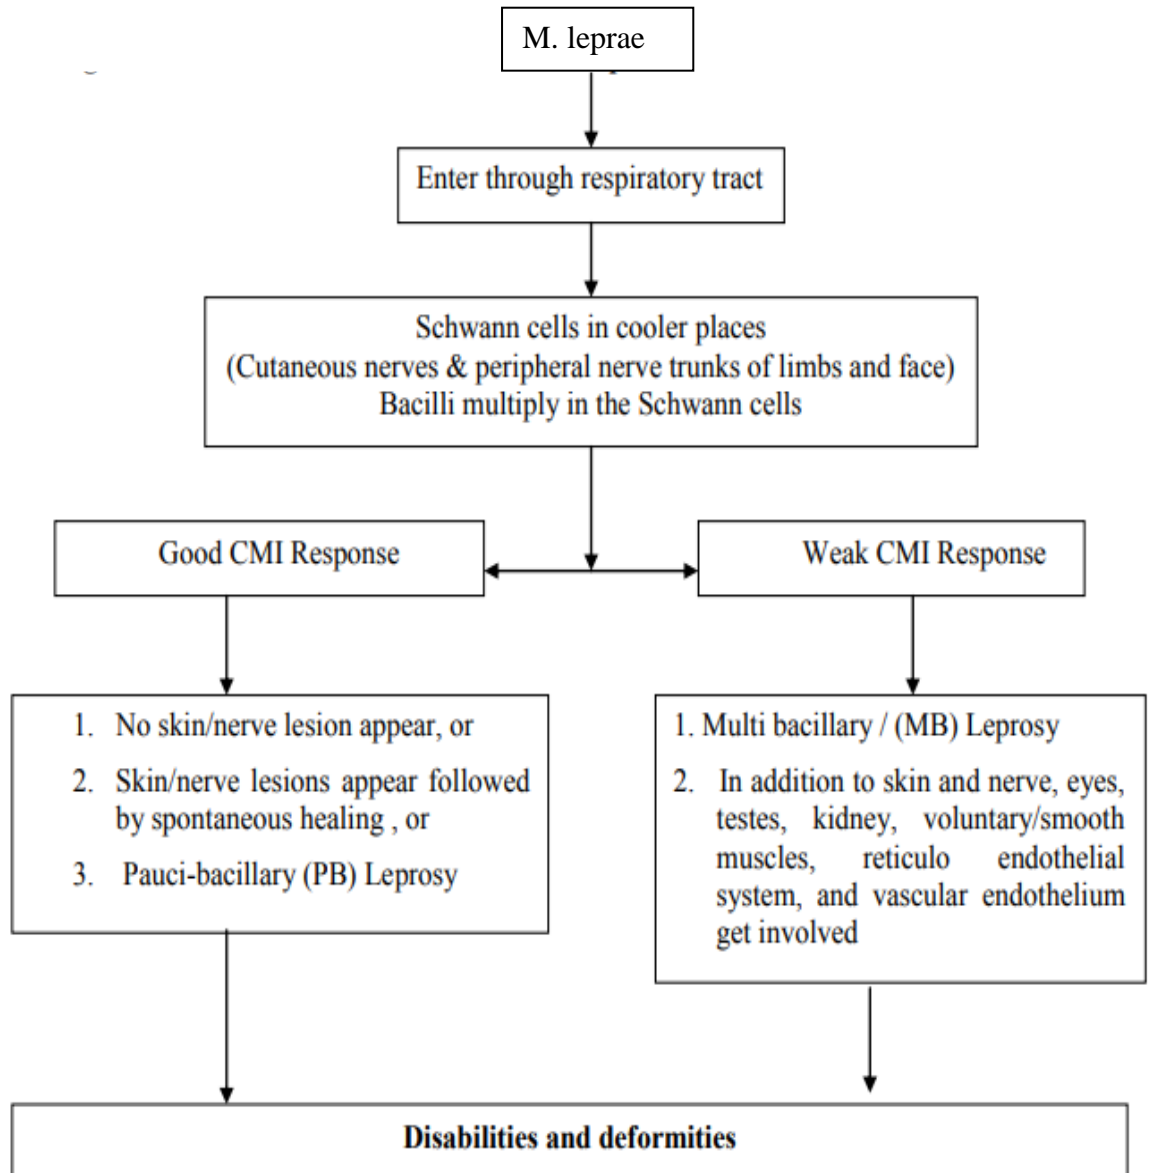 M. leprae
Enter through respiratory tract
Schwann cells in cooler places
(Cutaneous nerves & peripheral nerve trunks of limbs and face)
Bacilli multiply in the Schwann cells
Good CMI Response
Weak CMI Response
1. No skin/nerve lesion appear, or
2. Skin/nerve lesions appear followed
by spontaneous healing , or
3. Pauci-bacillary (PB) Leprosy
1. Multi bacillary / (MB) Leprosy
2. In addition to skin and nerve, eyes,
testes, kidney, voluntary/smooth
muscles, reticulo endothelial
system, and vascular endothelium
get involved
Disabilities and deformities